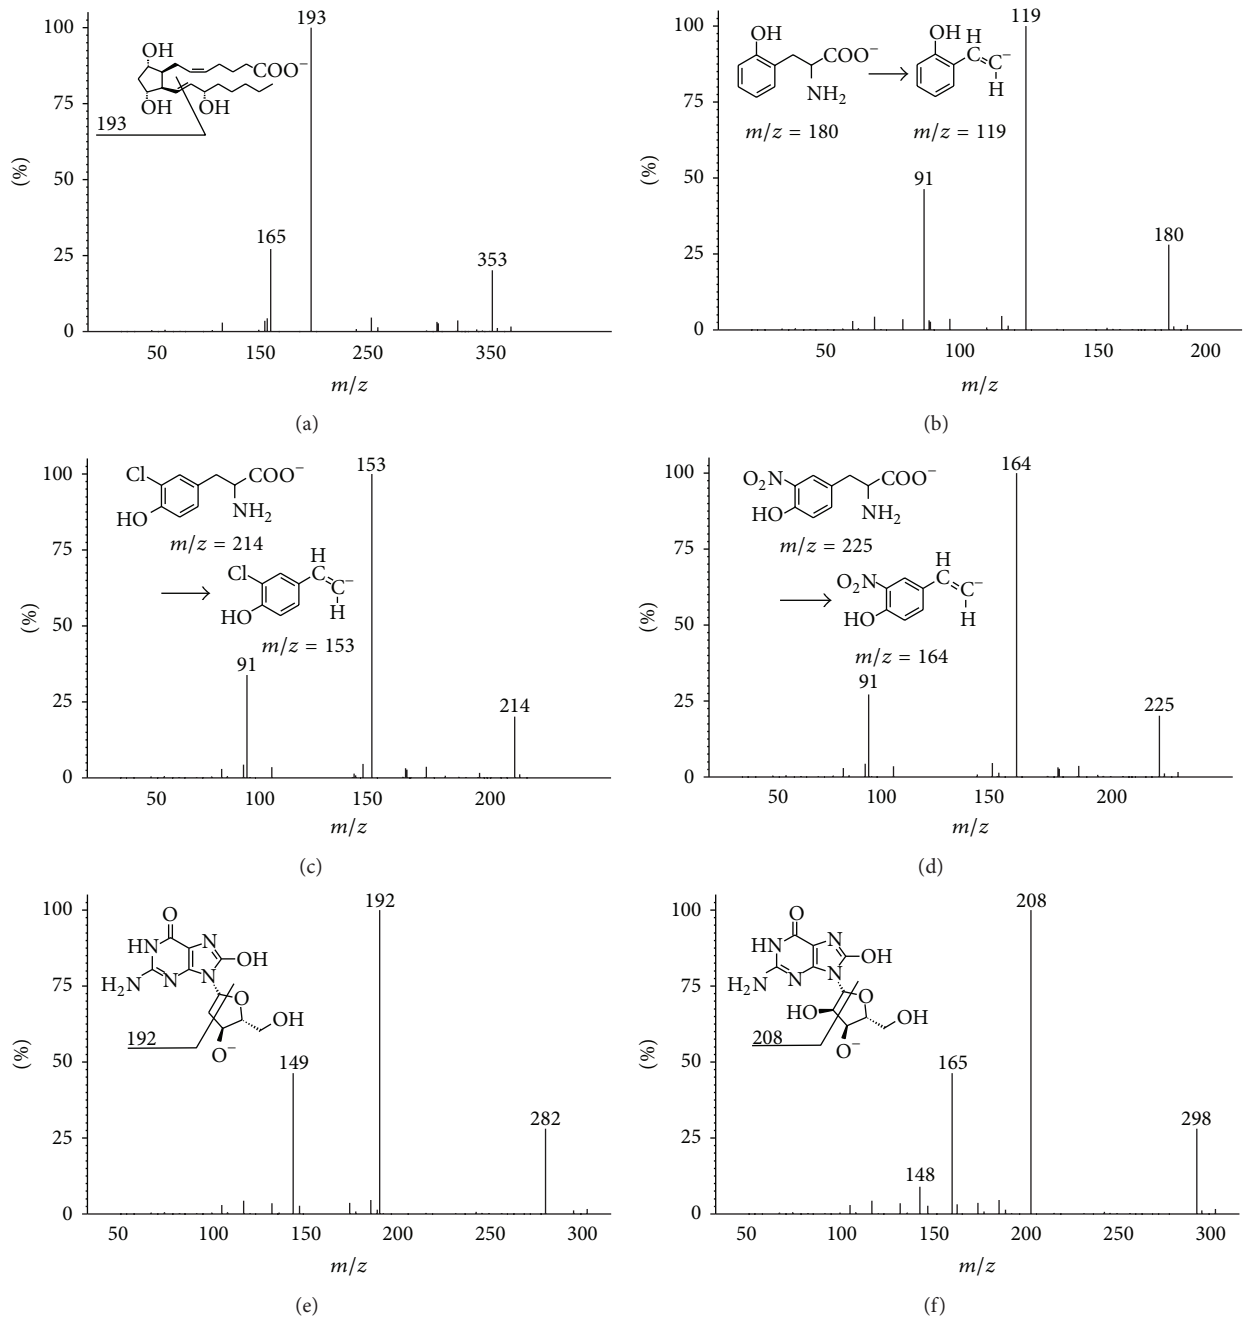 100
75
50
25
0
(%)
193
165
353
OH
COO−
OH
OH
193
50 150 250 350
m/z
(a)
100
75
50
25
0
(%)
119
91
180
OH
COO−
NH2
m/z = 180
OH
H
C−
C
H
m/z = 119
50 100 150 200
m/z
(b)
100
75
50
25
0
(%)
153
91
214
Cl
COO−
HO
NH2
m/z = 214
H
Cl
C
C−
HO
H
m/z = 153
50 100 150 200
m/z
(c)
100
75
50
25
0
(%)
164
91
225
O2N
COO−
HO
NH2
m/z = 225
H
O2N
C
C−
HO
H
m/z = 164
50 100 150 200
m/z
(d)
100
75
50
25
0
(%)
192
149
282
O
HN
N
OH
H2N
N
N
O
OH
O−
192
50 100 150 200 300
m/z
(e)
100
75
50
25
0
(%)
208
165
148
298
O
HN
N
OH
H2N
N
N
O
HO
OH
O−
208
50 100 150 200 250 300
m/z
(f)